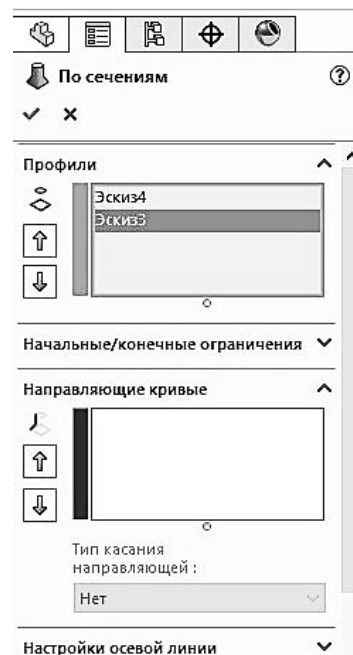 По сечениям
Профили
Эскиз4
Эскиз3
Начальные/конечные ограничения
Направляющие кривые
Тип касания
направляющей :
Нет
Настройки осевой линии